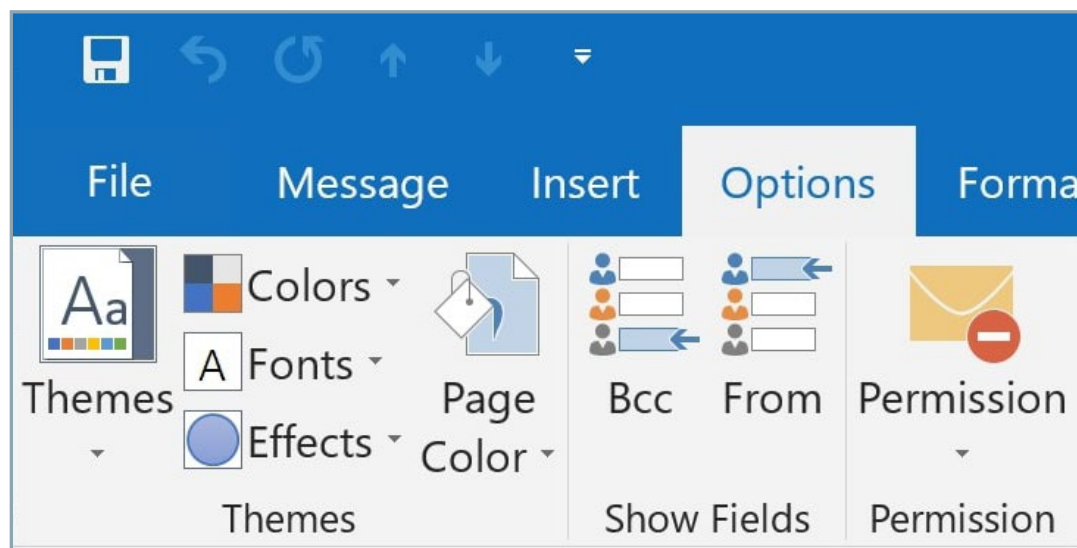 File Message Insert Options Forma
Aa
Colors
A
Fonts
Effects
Themes
Page
Color
Bcc
From
Permission
Themes
Show Fields
Permission